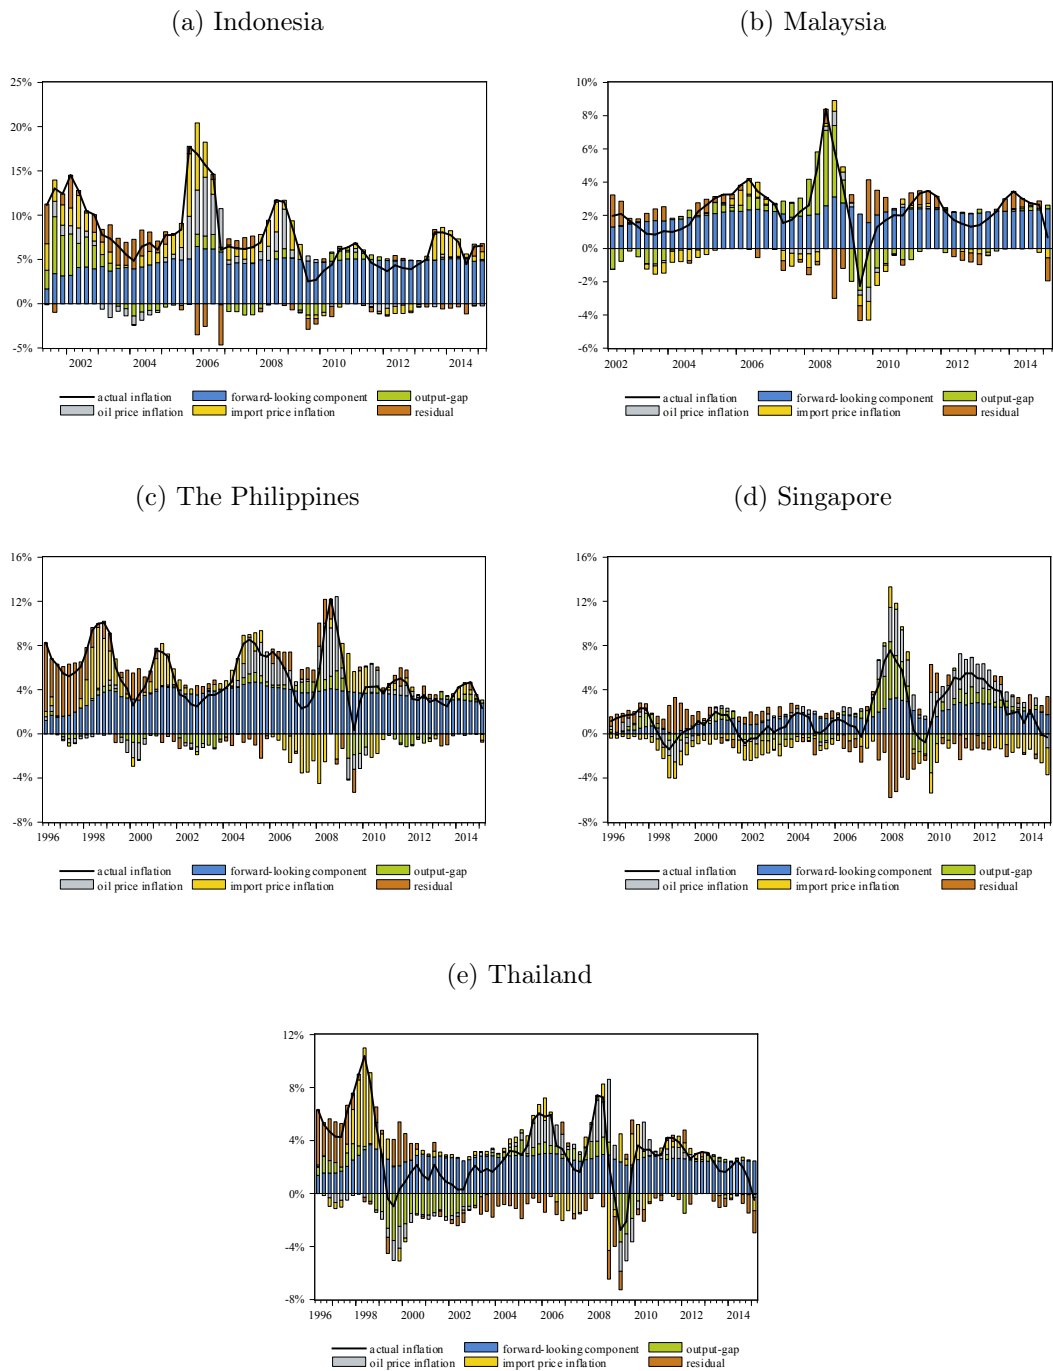 (a) Indonesia
25%
20%
15%
10%
5%
0%
-5%
2002 2004 2006 2008 2010 2012 2014
actual inflation forward-looking component output-gap
oil price inflation import price inflation residual
(b) Malaysia
10%
8%
6%
4%
2%
0%
-2%
-4%
-6%
2002 2004 2006 2008 2010 2012 2014
actual inflation forward-looking component output-gap
oil price inflation import price inflation residual
(c) The Philippines
16%
12%
8%
4%
0%
-4%
-8%
1996 1998 2000 2002 2004 2006 2008 2010 2012 2014
actual inflation forward-looking component output-gap
oil price inflation import price inflation residual
(d) Singapore
16%
12%
8%
4%
0%
-4%
-8%
1996 1998 2000 2002 2004 2006 2008 2010 2012 2014
actual inflation forward-looking component output-gap
oil price inflation import price inflation residual
(e) Thailand
12%
8%
4%
0%
-4%
-8%
1996 1998 2000 2002 2004 2006 2008 2010 2012 2014
actual inflation forward-looking component output-gap
oil price inflation import price inflation residual